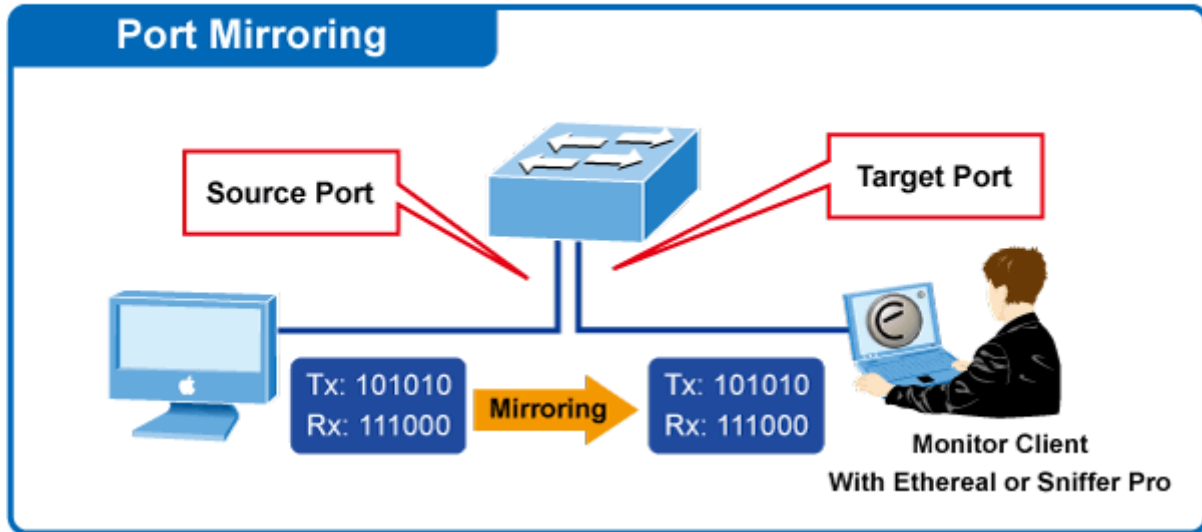 Port Mirroring
Source Port
Target Port
Tx: 101010
Rx: 111000
Mirroring
Tx: 101010
Rx: 111000
Monitor Client
With Ethereal or Sniffer Pro